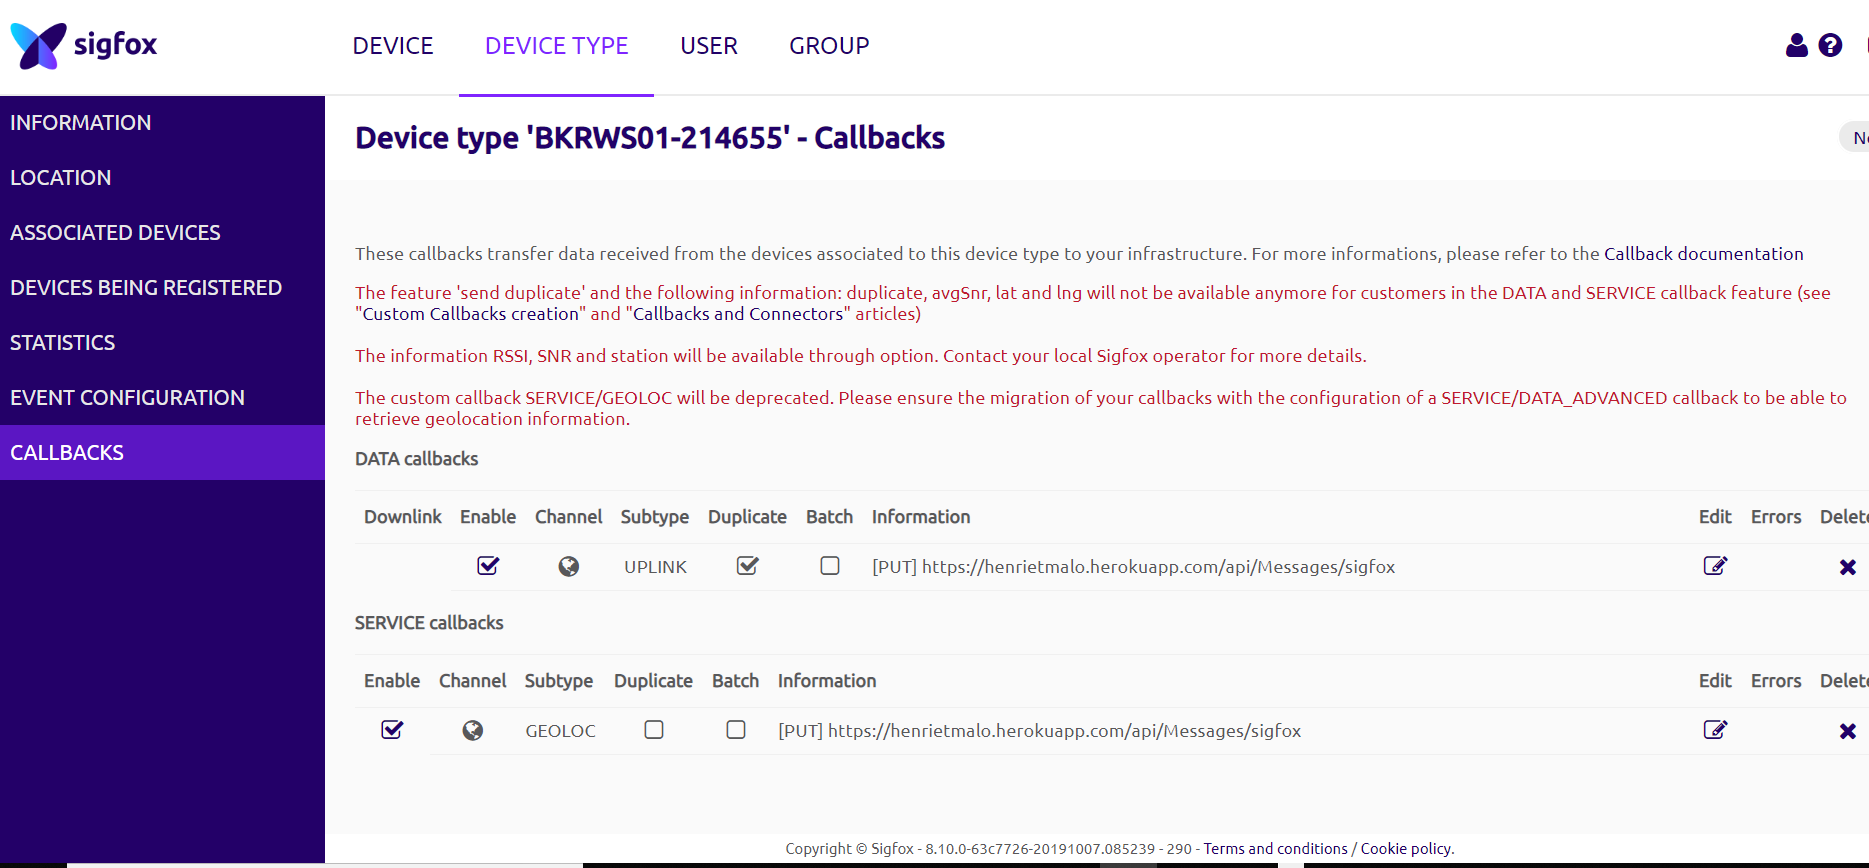 sigfox
DEVICE DEVICE TYPE USER GROUP
INFORMATION
LOCATION
ASSOCIATED DEVICES
DEVICES BEING REGISTERED
STATISTICS
EVENT CONFIGURATION
CALLBACKS
Device type 'BKRWS01-214655' - Callbacks
These callbacks transfer data received from the devices associated to this device type to your infrastructure. For more informations, please refer to the Callback documentation
The feature 'send duplicate' and the following information: duplicate, avgSnr, lat and lng will not be available anymore for customers in the DATA and SERVICE callback feature (see
"Custom Callbacks creation" and "Callbacks and Connectors" articles)
The information RSSI, SNR and station will be available through option. Contact your local Sigfox operator for more details.
The custom callback SERVICE/GEOLOC will be deprecated. Please ensure the migration of your callbacks with the configuration of a SERVICE/DATA_ADVANCED callback to be able to
retrieve geolocation information.
DATA callbacks
Downlink Enable Channel Subtype Duplicate Batch Information Edit Errors Delete
UPLINK [PUT] https://henrietmalo.herokuapp.com/api/Messages/sigfox
SERVICE callbacks
Enable Channel Subtype Duplicate Batch Information Edit Errors Delete
GEOLOC [PUT] https://henrietmalo.herokuapp.com/api/Messages/sigfox
Copyright © Sigfox - 8.10.0-63c7726-20191007.085239 - 290 - Terms and conditions / Cookie policy.